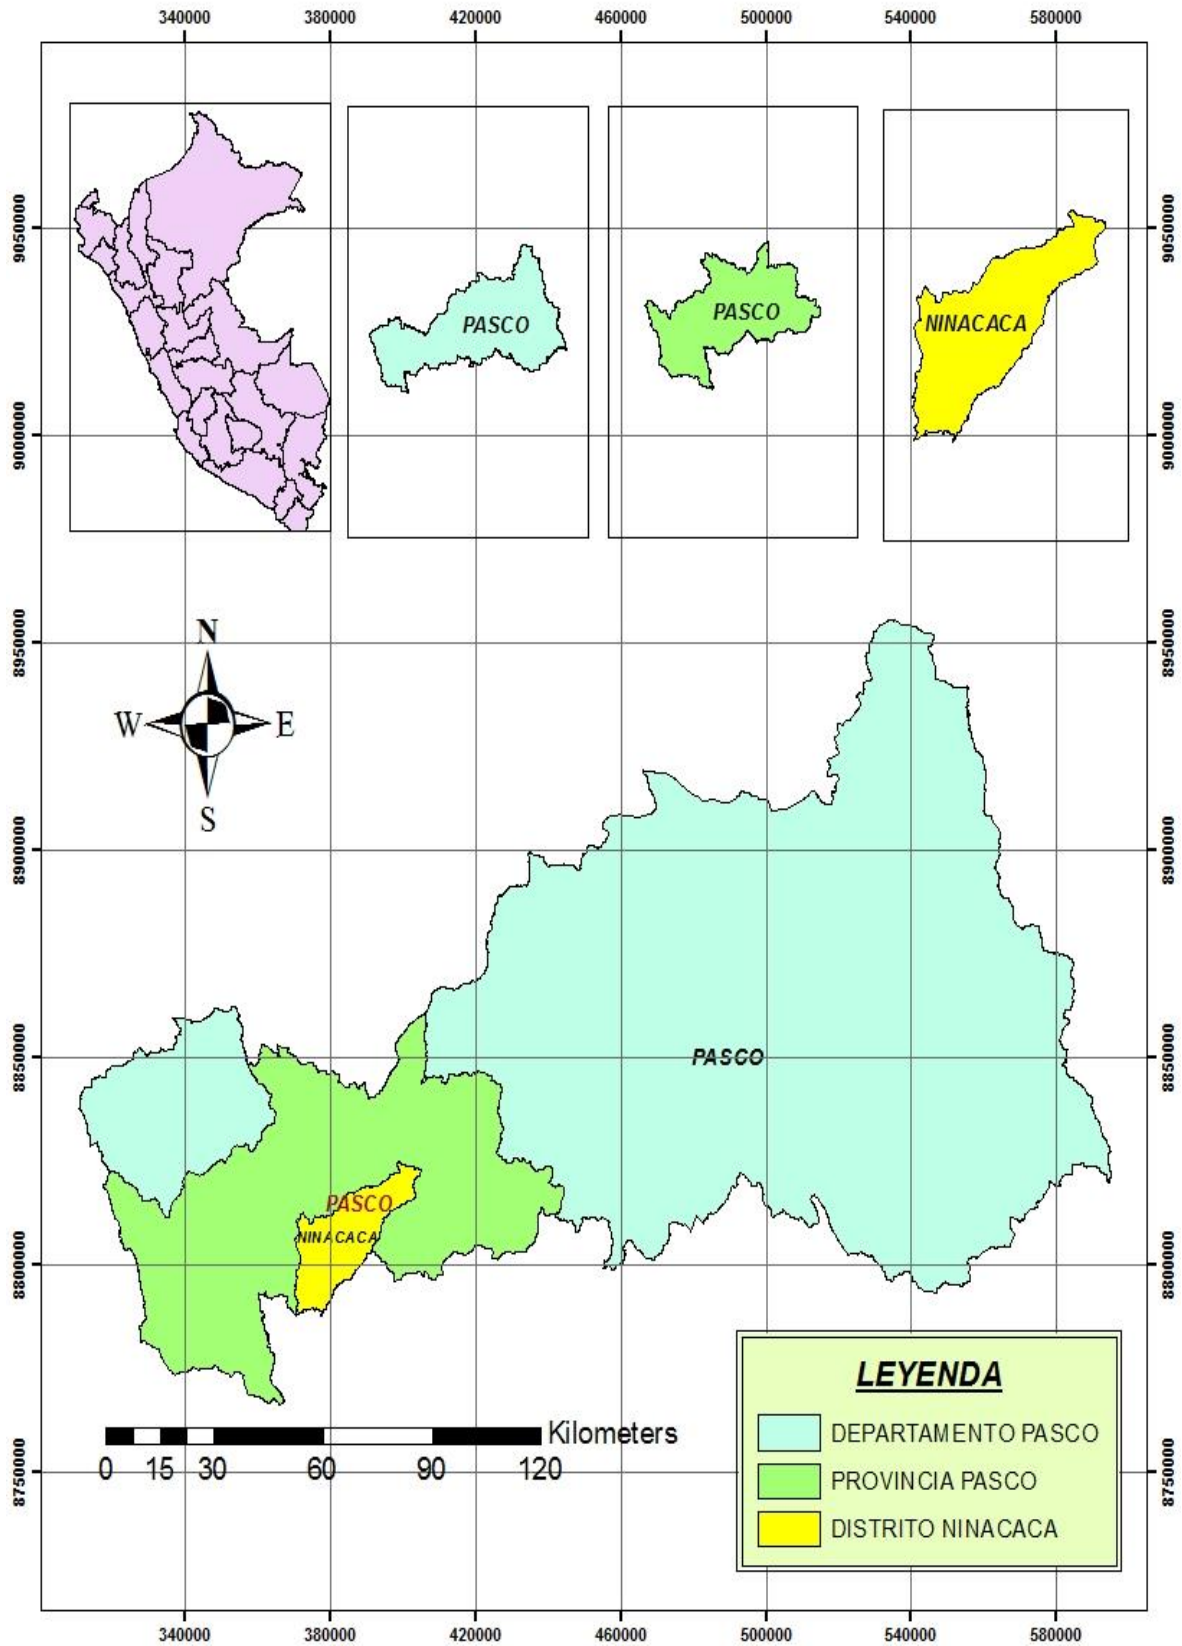 340000 380000 420000 460000 500000 540000 580000
9050000 9050000
PASCO
PASCO
NINACACA
9000000 9000000
N
W E
S
8950000 8950000
8900000 8900000
8850000 8850000
PASCO
PASCO
NINACACA
8800000 8800000
LEYENDA
DEPARTAMENTO PASCO
PROVINCIA PASCO
DISTRITO NINACACA
Kilometers
0 15 30 60 90 120
8750000 8750000
340000 380000 420000 460000 500000 540000 580000